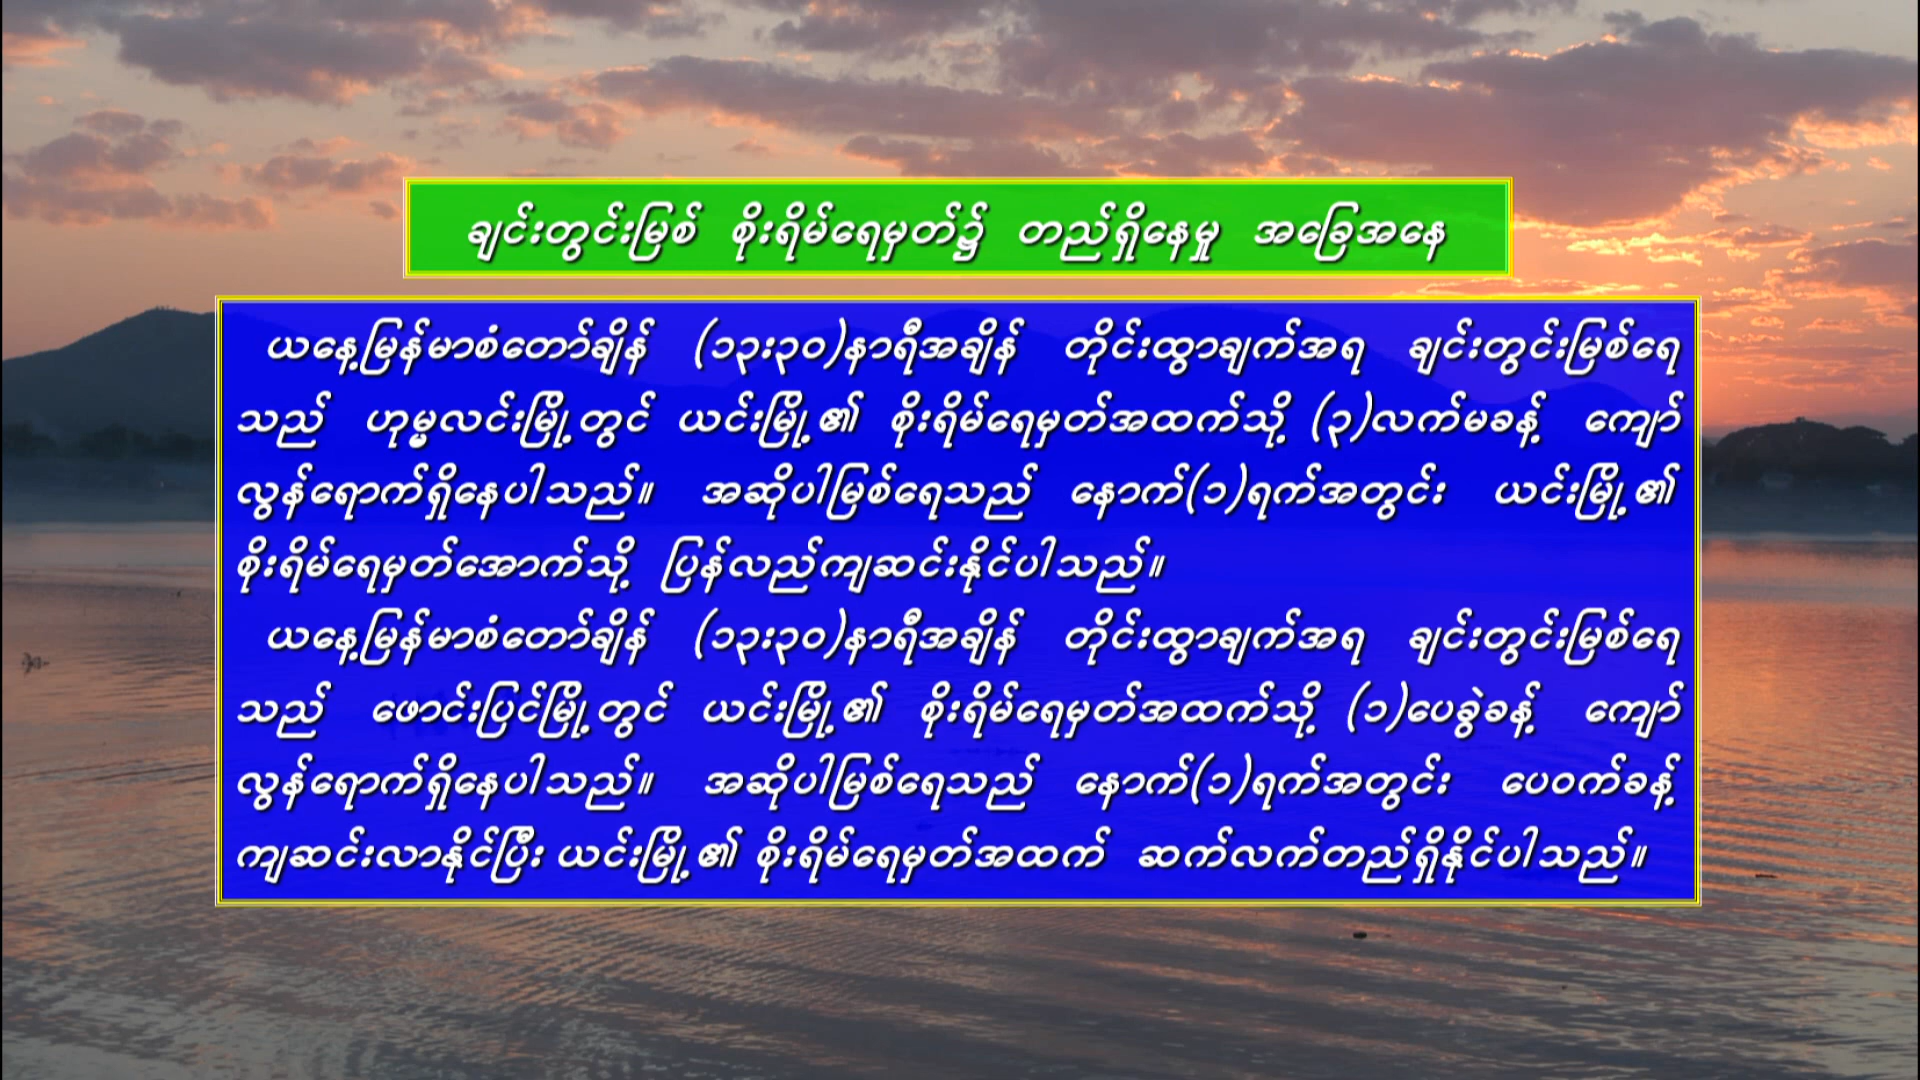 ချင်းတွင်းမြစ် စိုးရိမ်ရေမှတ်၌ တည်ရှိနေမှု အခြေအနေ
ယနေ့မြန်မာစံတော်ချိန် (၁၃း၃၀)နာရီအချိန် တိုင်းထွာချက်အရ ချင်းတွင်းမြစ်ရေ
သည် ဟုမ္မလင်းမြို့တွင် ယင်းမြို့၏ စိုးရိမ်ရေမှတ်အထက်သို့ (၃)လက်မခန့် ကျော်
လွန်ရောက်ရှိနေပါသည်။ အဆိုပါမြစ်ရေသည် နောက်(၁)ရက်အတွင်း ယင်းမြို့၏
စိုးရိမ်ရေမှတ်အောက်သို့ ပြန်လည်ကျဆင်းနိုင်ပါသည်။
ယနေ့မြန်မာစံတော်ချိန် (၁၃း၃၀)နာရီအချိန် တိုင်းထွာချက်အရ ချင်းတွင်းမြစ်ရေ
သည် ဖောင်းပြင်မြို့တွင် ယင်းမြို့၏ စိုးရိမ်ရေမှတ်အထက်သို့ (၁)ပေခွဲခန့် ကျော်
လွန်ရောက်ရှိနေပါသည်။ အဆိုပါမြစ်ရေသည် နောက်(၁)ရက်အတွင်း ပေဝက်ခန့်
ကျဆင်းလာနိုင်ပြီး ယင်းမြို့၏ စိုးရိမ်ရေမှတ်အထက် ဆက်လက်တည်ရှိနိုင်ပါသည်။